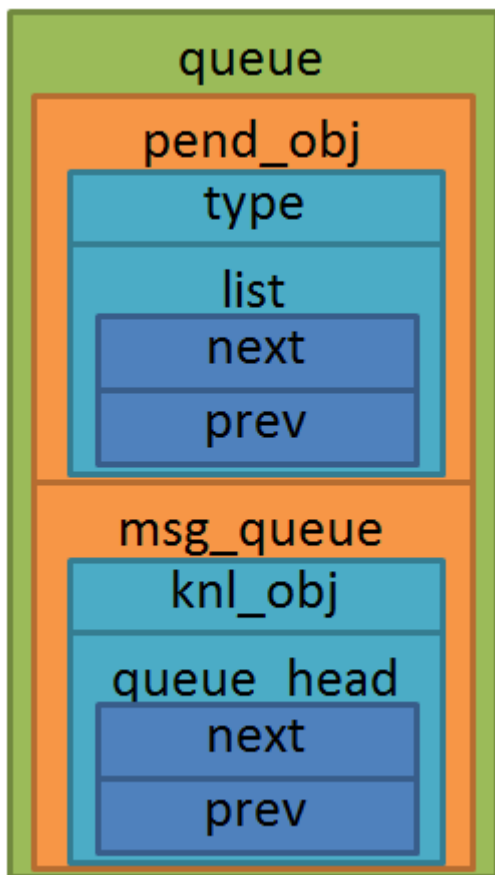 queue
pend_obj
type
list
next
prev
msg_queue
knl_obj
queue_head
next
prev